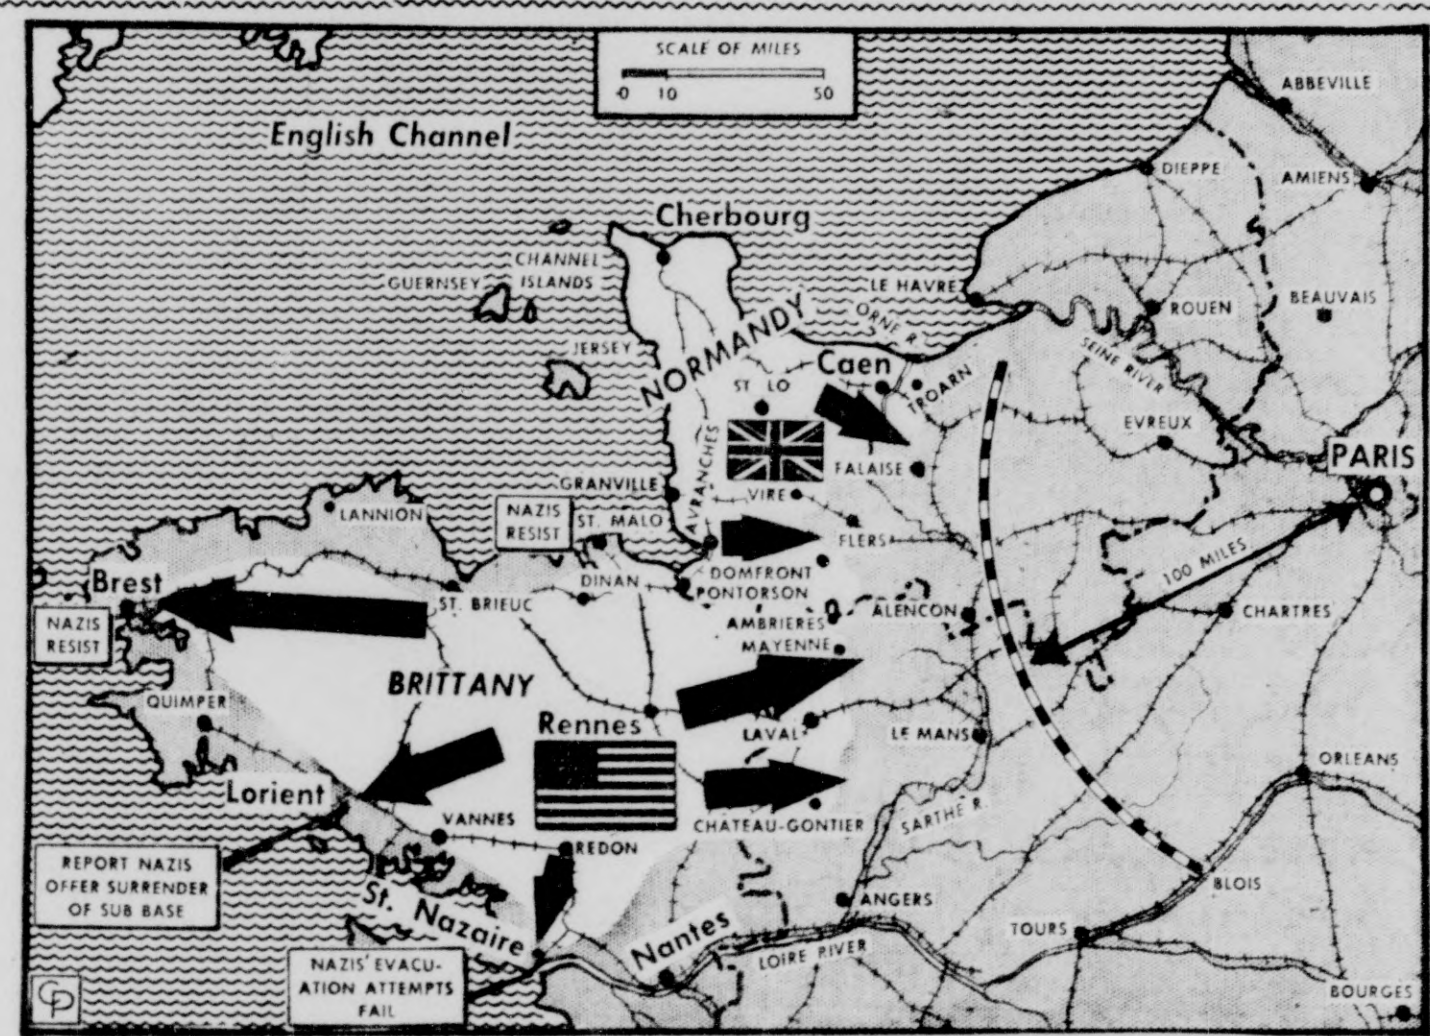 SCALE OF MILES
0 10 50
English Channel
ABBEVILLE
DIEPPE
AMIENS
Cherbourg
CHANNEL
ISLANDS
GUERNSEY
LE HAVRE
ROUEN
BEAUVAIS
ORNE R.
JERSEY
NORMANDY
Caen
TROARN
SEINE RIVER
ST LO
EVREUX
PARIS
AVRANCHES
FALAISE
GRANVILLE
VIRE
LANNION
NAZIS
RESIST
ST. MALO
FLERS
100 MILES
Brest
DINAN
DOMFRONT
PONTORSON
ST. BRIEUC
ALENCON
CHARTRES
NAZIS
RESIST
AMBRIERES
MAYENNE
BRITTANY
QUIMPER
Rennes
LAVAL
LE MANS
ORLEANS
Lorient
VANNES
CHATEAU-GONTIER
SARTHE R.
REDON
REPORT NAZIS
OFFER SURRENDER
OF SUB BASE
BLOIS
St. Nazaire
ANGERS
Nantes
TOURS
LOIRE RIVER
NAZIS' EVACU-
ATION ATTEMPTS
FAIL
BOURGES
CP